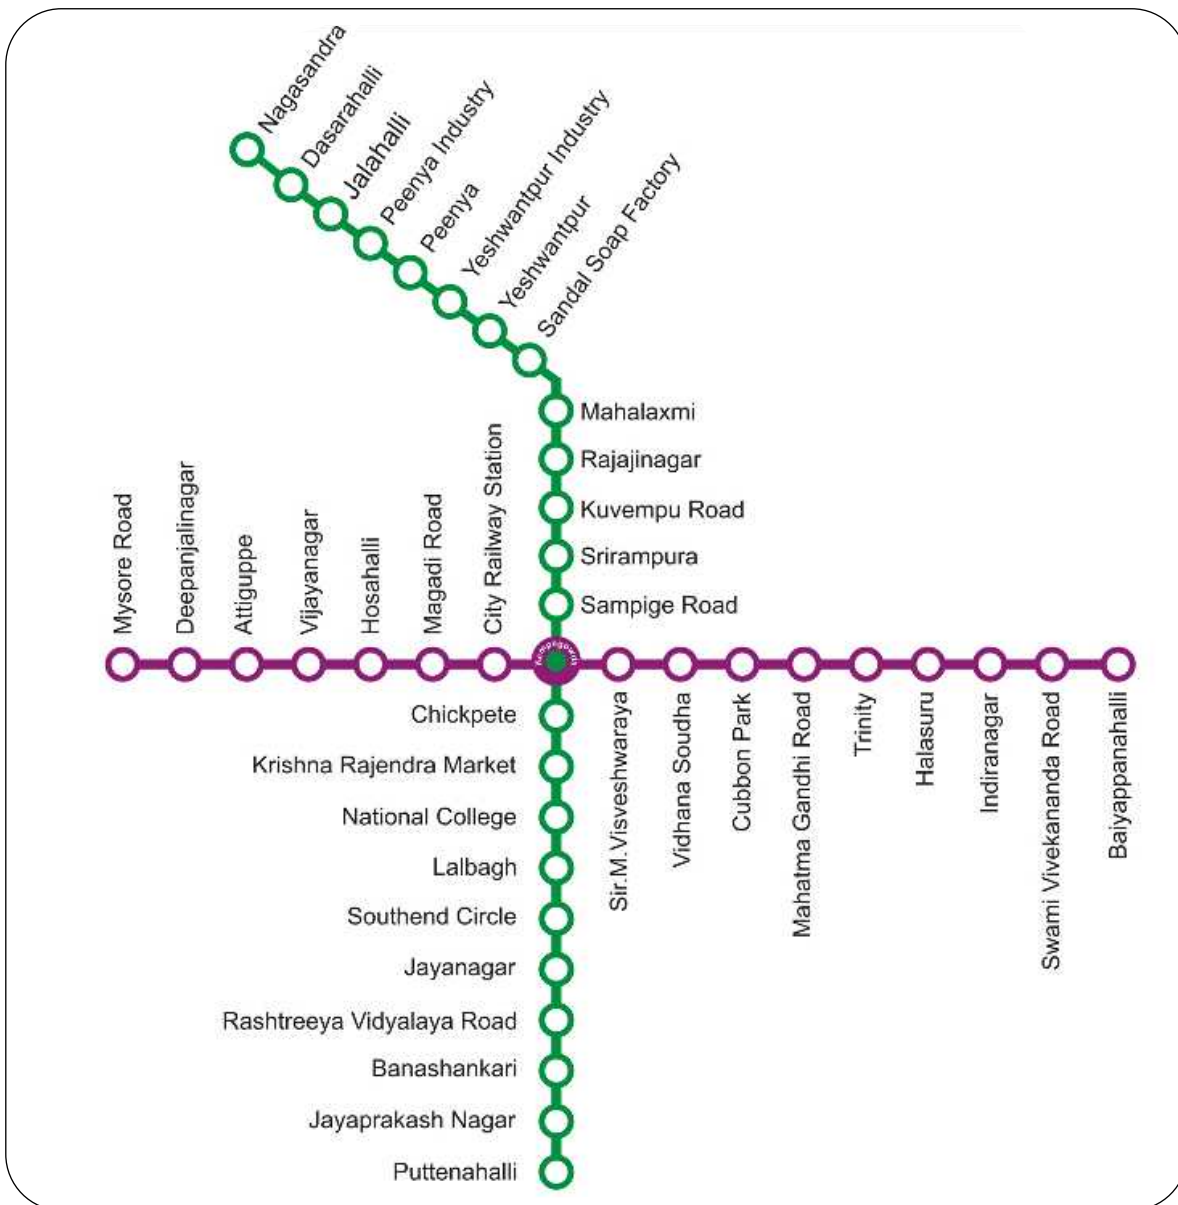 Nagasandra
Dasarahalli
Jalahalli
Peenya Industry
Peenya
Yeshwantpur Industry
Yeshwantpur
Sandal Soap Factory
Mahalaxmi
Rajajinagar
Kuvempu Road
Srirampura
Sampige Road
Mysore Road
Deepanjalinagar
Attiguppe
Vijayanagar
Hosahalli
Magadi Road
City Railway Station
Kempegowda
Sir.M.Visveshwaraya
Vidhana Soudha
Cubbon Park
Mahatma Gandhi Road
Trinity
Halasuru
Indiranagar
Swami Vivekananda Road
Baiyappanahalli
Chickpete
Krishna Rajendra Market
National College
Lalbagh
Southend Circle
Jayanagar
Rashtreeya Vidyalaya Road
Banashankari
Jayaprakash Nagar
Puttenahalli